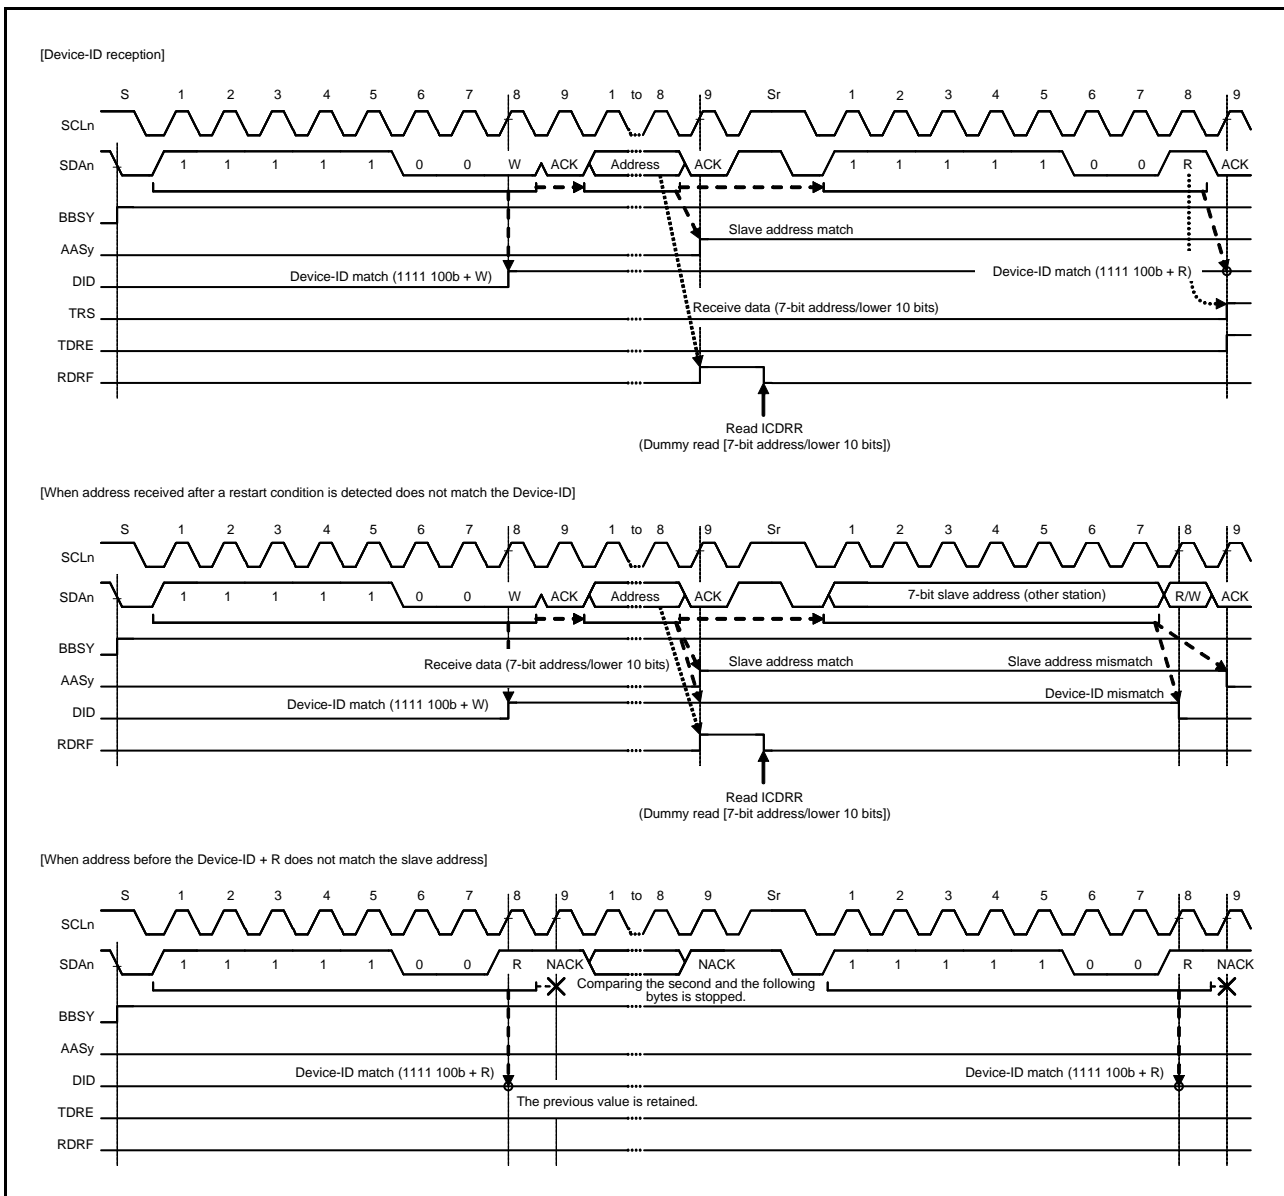 [Device-ID reception]
S 1 2 3 4 5 6 7 8 9 1 to 8 9 Sr 1 2 3 4 5 6 7 8 9
SCLn
SDAn 1 1 1 1 1 0 0 W ACK Address ACK 1 1 1 1 1 0 0 R ACK
BBSY
Slave address match
AASy
Device-ID match (1111 100b + W) Device-ID match (1111 100b + R)
DID
Receive data (7-bit address/lower 10 bits)
TRS
TDRE
RDRF
Read ICDRR
(Dummy read [7-bit address/lower 10 bits])
[When address received after a restart condition is detected does not match the Device-ID]
S 1 2 3 4 5 6 7 8 9 1 to 8 9 Sr 1 2 3 4 5 6 7 8 9
SCLn
SDAn 1 1 1 1 1 0 0 W ACK Address ACK 7-bit slave address (other station) R/W ACK
BBSY
Receive data (7-bit address/lower 10 bits) Slave address match Slave address mismatch
AASy
Device-ID match (1111 100b + W) Device-ID mismatch
DID
RDRF
Read ICDRR
(Dummy read [7-bit address/lower 10 bits])
[When address before the Device-ID + R does not match the slave address]
S 1 2 3 4 5 6 7 8 9 1 to 8 9 Sr 1 2 3 4 5 6 7 8 9
SCLn
SDAn 1 1 1 1 1 0 0 R NACK NACK 1 1 1 1 1 0 0 R NACK
Comparing the second and the following
bytes is stopped.
BBSY
AASy
Device-ID match (1111 100b + R) Device-ID match (1111 100b + R)
DID
The previous value is retained.
TDRE
RDRF